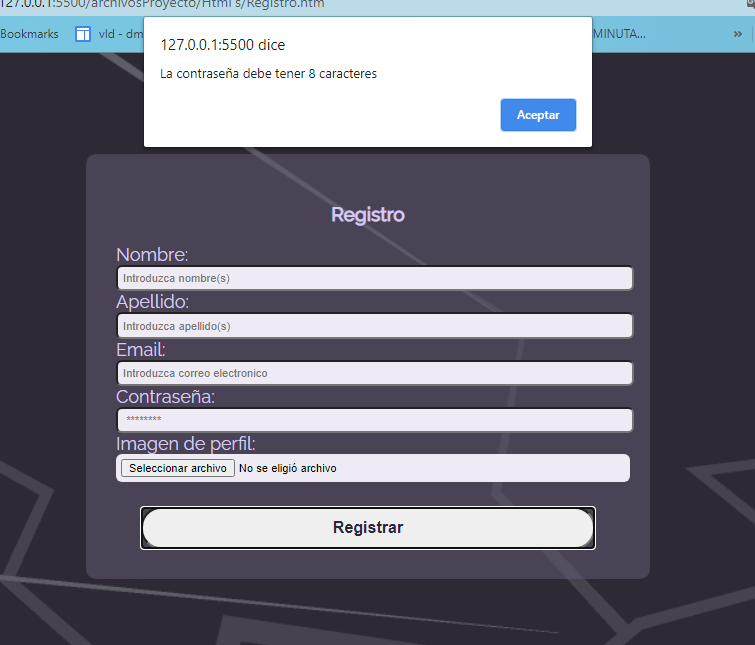 127.0.0.1:5500/archivosProyecto/Html's/Registro.htm
Bookmarks vld - dm MINUTA... »
127.0.0.1:5500 dice
La contraseña debe tener 8 caracteres
Aceptar
Registro
Nombre:
Introduzca nombre(s)
Apellido:
Introduzca apellido(s)
Email:
Introduzca correo electronico
Contraseña:
********
Imagen de perfil:
Seleccionar archivo No se eligió archivo
Registrar